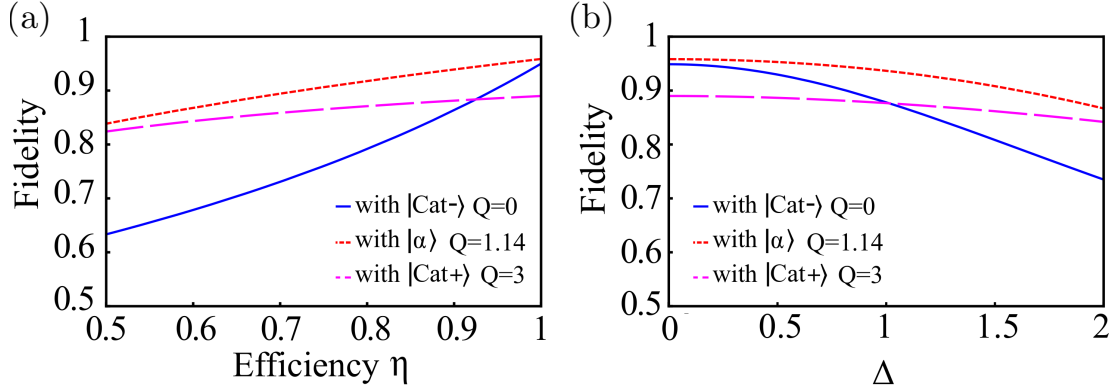 (a)
1
0.9
0.8
0.7
0.6
0.5
Fidelity
with |Cat-⟩ Q=0
with |α⟩ Q=1.14
with |Cat+⟩ Q=3
0.5 0.6 0.7 0.8 0.9 1
Efficiency η
(b)
1
0.9
0.8
0.7
0.6
0.5
Fidelity
with |Cat-⟩ Q=0
with |α⟩ Q=1.14
with |Cat+⟩ Q=3
0 0.5 1 1.5 2
Δ